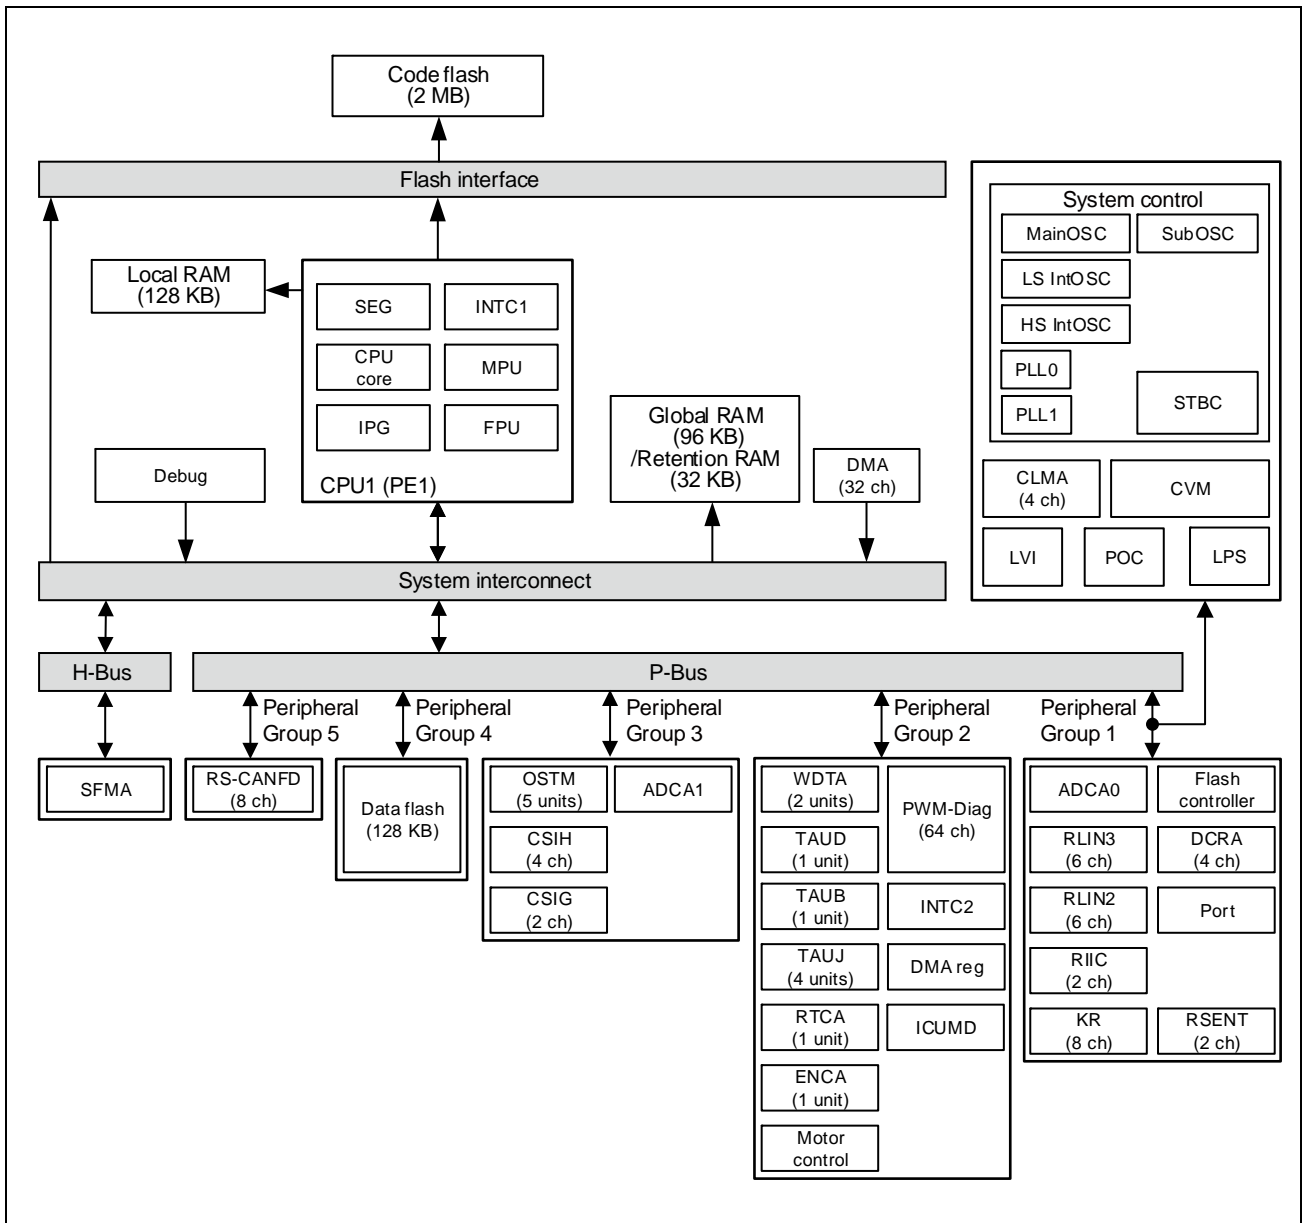 Code flash
(2 MB)
Flash interface
Local RAM
(128 KB)
SEG
INTC1
CPU
core
MPU
IPG
FPU
CPU1 (PE1)
Debug
Global RAM
(96 KB)
/Retention RAM
(32 KB)
DMA
(32 ch)
System control
MainOSC
SubOSC
LS IntOSC
HS IntOSC
PLL0
PLL1
STBC
CLMA
(4 ch)
CVM
LVI
POC
LPS
System interconnect
H-Bus
P-Bus
Peripheral
Group 5
Peripheral
Group 4
Peripheral
Group 3
Peripheral
Group 2
Peripheral
Group 1
SFMA
RS-CANFD
(8 ch)
Data flash
(128 KB)
OSTM
(5 units)
ADCA1
CSIH
(4 ch)
CSIG
(2 ch)
WDTA
(2 units)
PWM-Diag
(64 ch)
TAUD
(1 unit)
TAUB
(1 unit)
INTC2
TAUJ
(4 units)
DMA reg
RTCA
(1 unit)
ICUMD
ENCA
(1 unit)
Motor
control
ADCA0
Flash
controller
RLIN3
(6 ch)
DCRA
(4 ch)
RLIN2
(6 ch)
Port
RIIC
(2 ch)
KR
(8 ch)
RSENT
(2 ch)